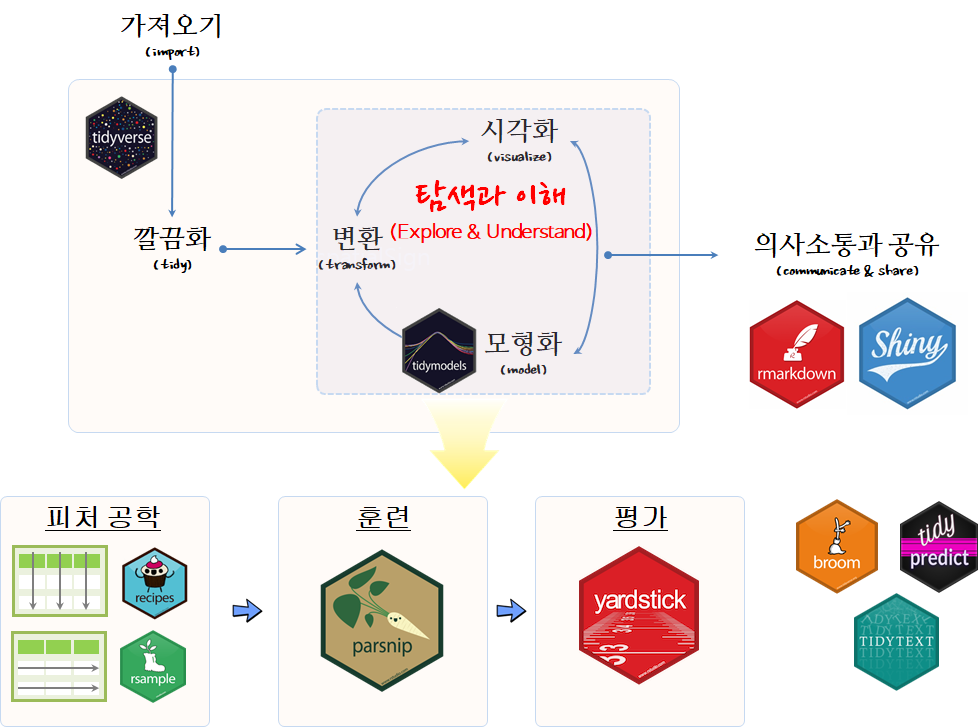 가져오기
(import)
tidyverse
시각화
(visualize)
탐색과 이해
(Explore & Understand)
깔끔화
(tidy)
변환
(transform)
의사소통과 공유
(communicate & share)
tidymodels
모형화
(model)
rmarkdown
Shiny
피처 공학
recipes
rsample
훈련
parsnip
평가
yardstick
broom
tidy
predict
TIDYTEXT
TIDYTEXT
TIDYTEXT